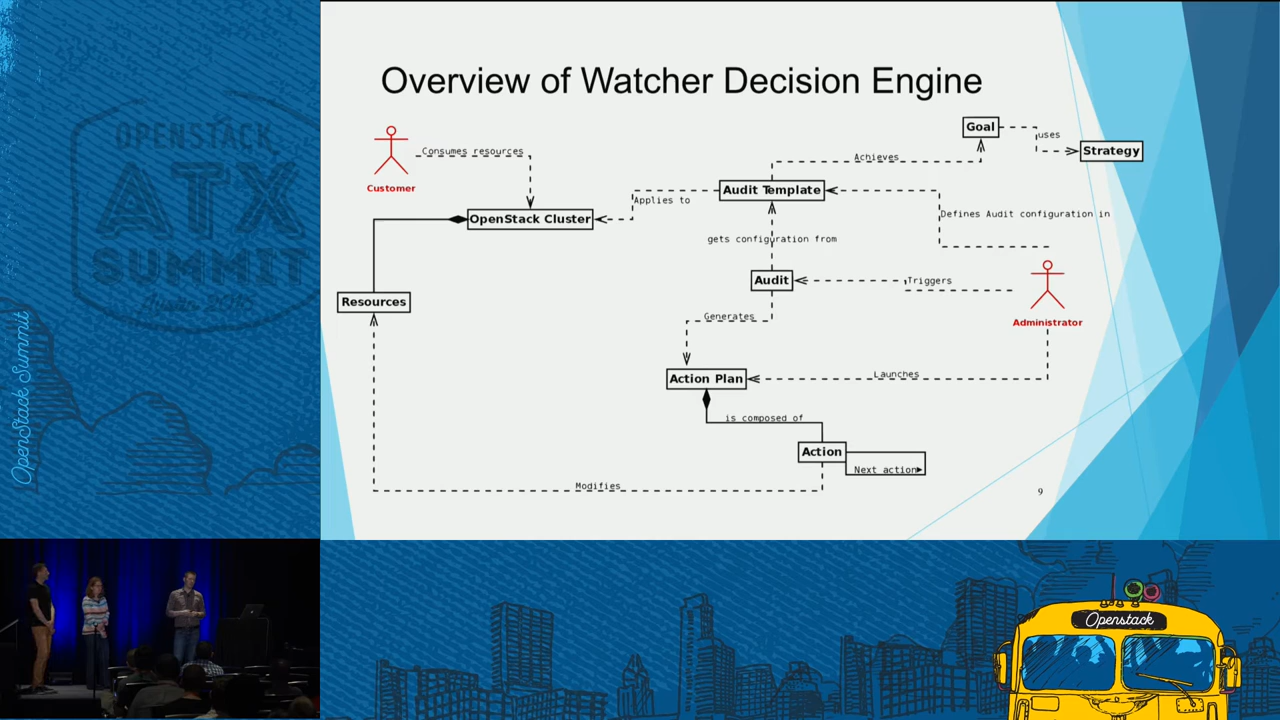 OPENSTACK
ATX
SUMMIT
Austin
OpenStack Summit
Overview of Watcher Decision Engine
Customer
Consumes resources
OpenStack Cluster
Resources
Applies to
Audit Template
Achieves
Goal
uses
Strategy
Defines Audit configuration in
gets configuration from
Audit
Triggers
Administrator
Generates
Action Plan
Launches
is composed of
Action
Next action
Modifies
9
Openstack